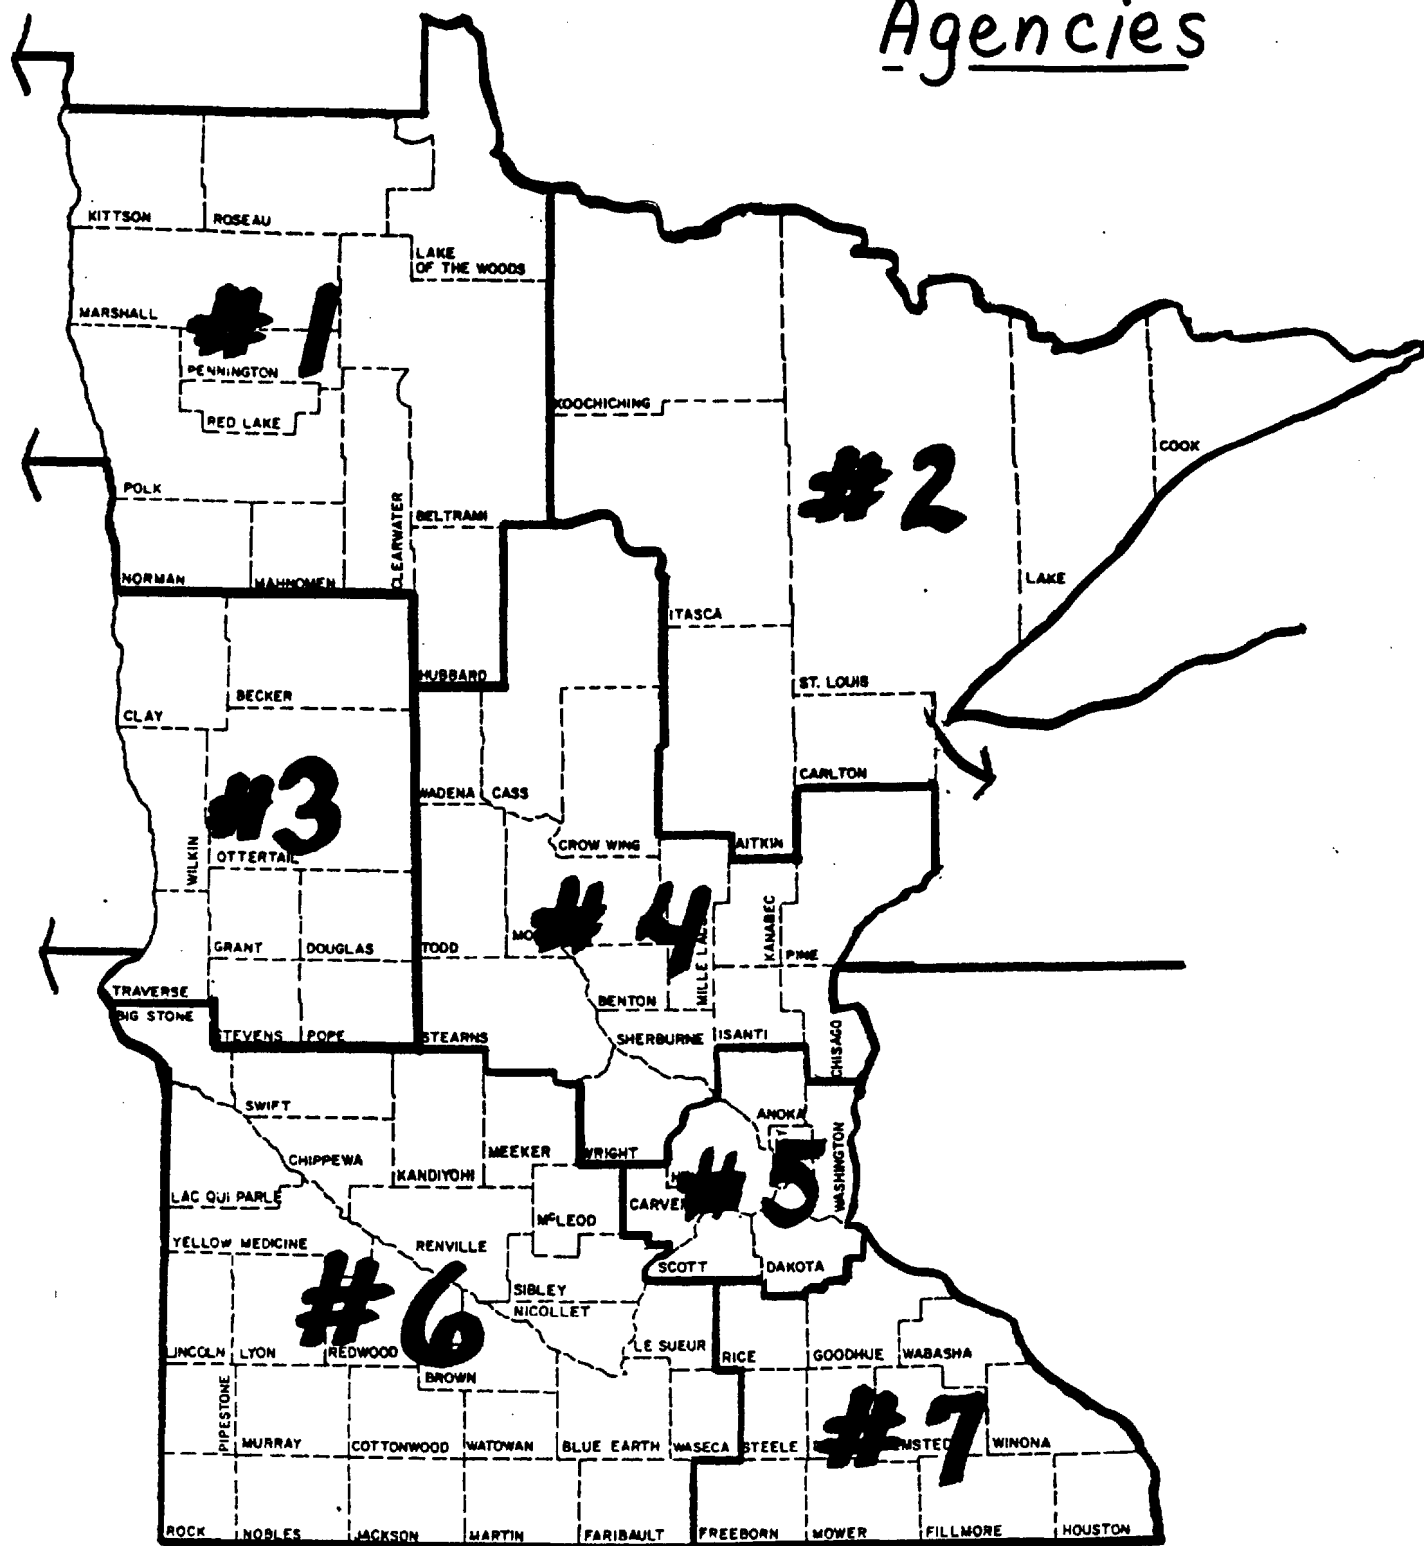 Agencies
KITTSON
ROSEAU
LAKE
OF THE WOODS
MARSHALL
#1
PENNINGTON
RED LAKE
KOOCHICHING
COOK
POLK
#2
CLEARWATER
BELTRAMI
NORMAN
MAHNOMEN
LAKE
ITASCA
HUBBARD
ST. LOUIS
BECKER
CLAY
CARLTON
#3
WADENA
CASS
WILKIN
OTTERTAIL
CROW WING
AITKIN
#4
KANABEC
GRANT
DOUGLAS
TODD
MILLE LACS
PINE
TRAVERSE
BIG STONE
BENTON
STEVENS
POPE
STEARNS
SHERBURNE
ISANTI
CHISAGO
SWIFT
ANOKA
WASHINGTON
CHIPPEWA
KANDIYOHI
MEEKER
WRIGHT
#5
LAC QUI PARLE
CARVER
McLEOD
YELLOW MEDICINE
RENVILLE
SCOTT
DAKOTA
#6
SIBLEY
NICOLLET
LINCOLN
LYON
REDWOOD
LE SUEUR
RICE
GOODHUE
WABASHA
BROWN
PIPESTONE
#7
MURRAY
COTTONWOOD
WATOWAN
BLUE EARTH
WASECA
STEELE
WINONA
ROCK
NOBLES
JACKSON
MARTIN
FARIBAULT
FREEBORN
MOWER
FILLMORE
HOUSTON